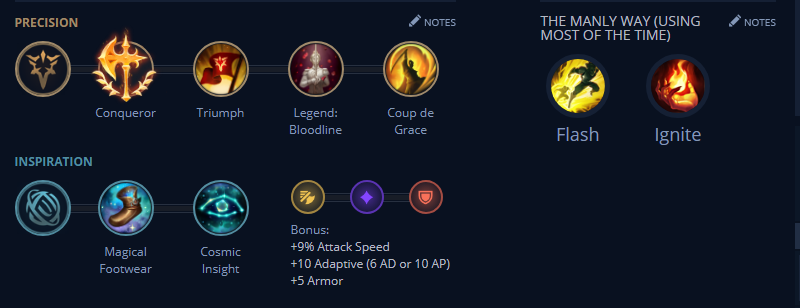 PRECISION
NOTES
Conqueror
Triumph
Legend:
Bloodline
Coup de
Grace
INSPIRATION
Magical
Footwear
Cosmic
Insight
Bonus:
+9% Attack Speed
+10 Adaptive (6 AD or 10 AP)
+5 Armor
THE MANLY WAY (USING
MOST OF THE TIME)
NOTES
Flash
Ignite